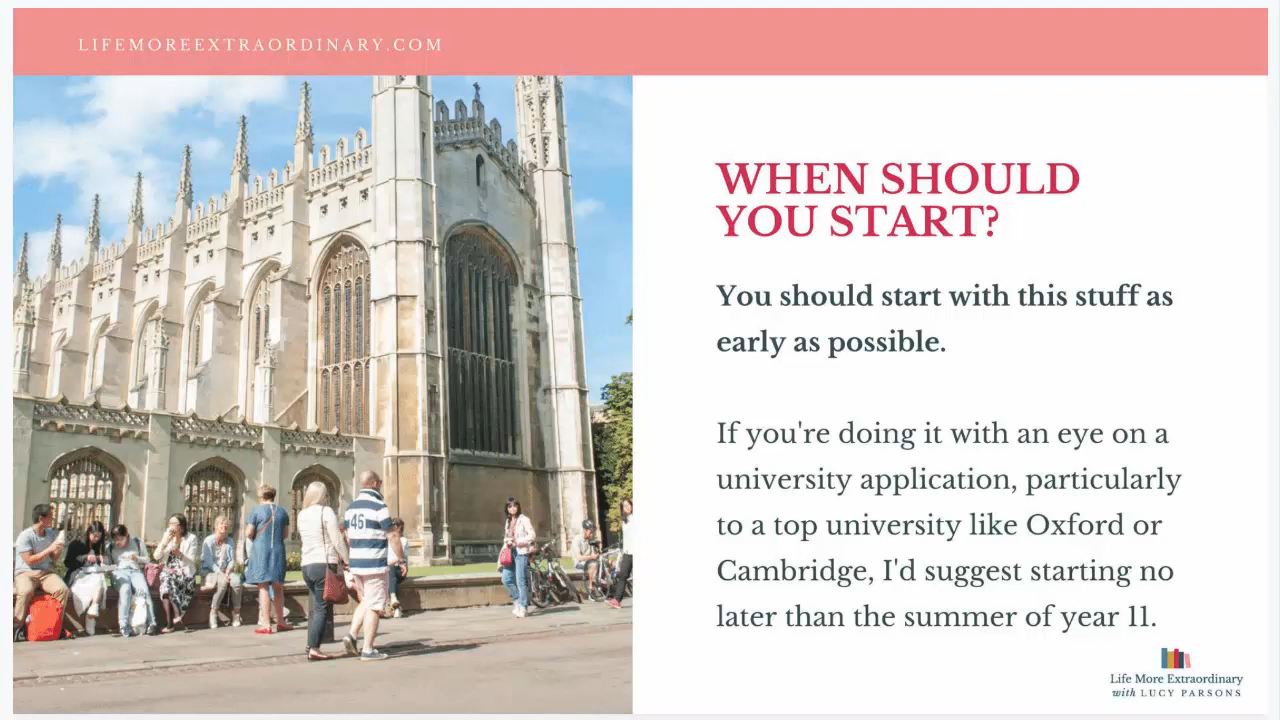 LIFEMOREEXTRAORDINARY.COM
WHEN SHOULD
YOU START?
You should start with this stuff as
early as possible.
If you're doing it with an eye on a
university application, particularly
to a top university like Oxford or
Cambridge, I'd suggest starting no
later than the summer of year 11.
46
Life More Extraordinary
with LUCY PARSONS